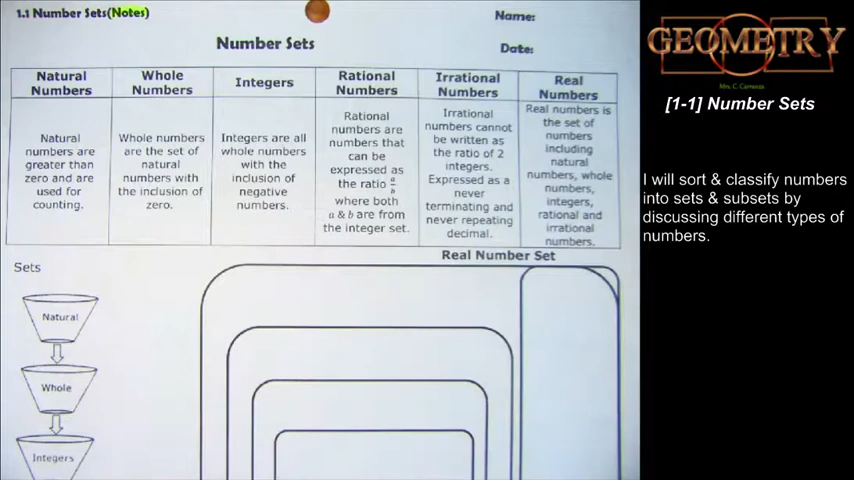 1.1 Number Sets(Notes)
Name:
Number Sets
Date:
Natural
Numbers
Whole
Numbers
Integers
Rational
Numbers
Irrational
Numbers
Real
Numbers
Natural
numbers are
greater than
zero and are
used for
counting.
Whole numbers
are the set of
natural
numbers with
the inclusion of
zero.
Integers are all
whole numbers
with the
inclusion of
negative
numbers.
Rational
numbers are
numbers that
can be
expressed as
the ratio a/b
where both
a & b are from
the integer set.
Irrational
numbers cannot
be written as
the ratio of 2
integers.
Expressed as a
never
terminating and
never repeating
decimal.
Real numbers is
the set of
numbers
including
natural
numbers, whole
numbers,
integers,
rational and
irrational
numbers.
Real Number Set
Sets
Natural
Whole
Integers
GEOMETRY
Mrs. C. Carranza
[1-1] Number Sets
I will sort & classify numbers
into sets & subsets by
discussing different types of
numbers.